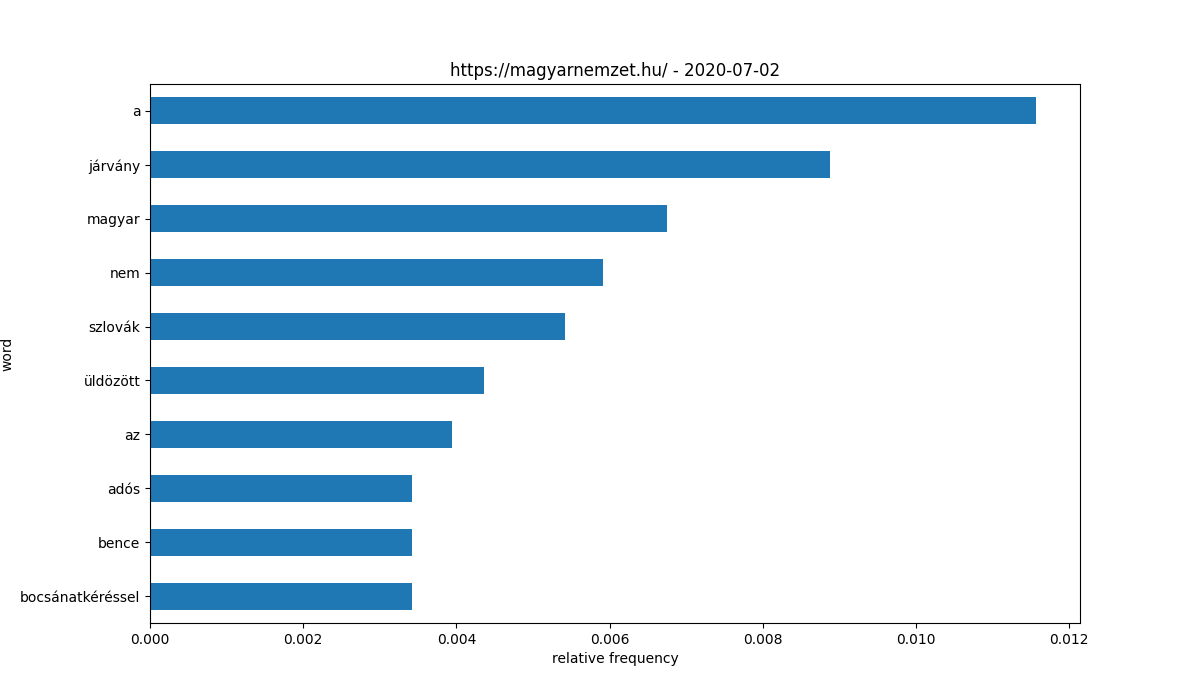 https://magyarnemzet.hu/ - 2020-07-02
a
járvány
magyar
nem
szlovák
üldözött
az
adós
bence
bocsánatkéréssel
word
0.000 0.002 0.004 0.006 0.008 0.010 0.012
relative frequency